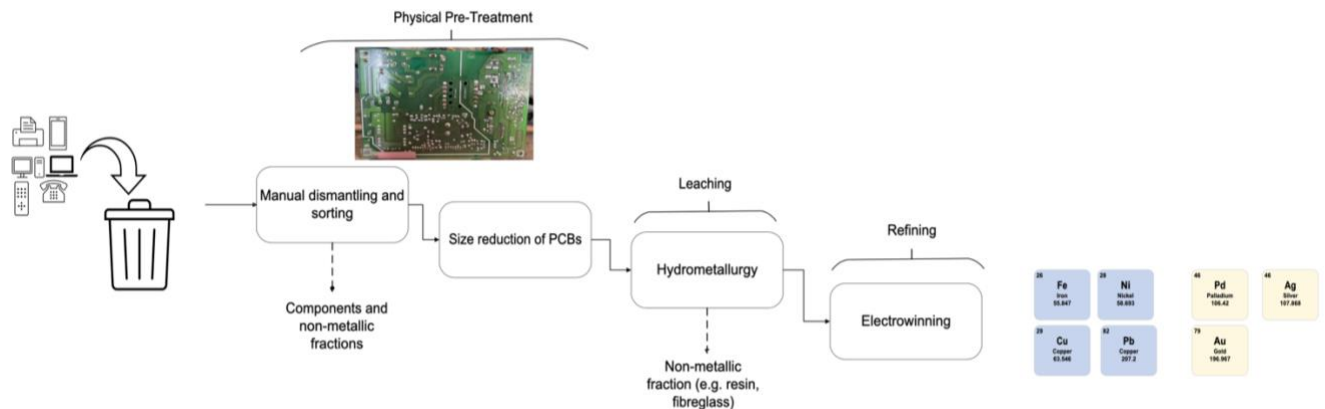 Physical Pre-Treatment
Manual dismantling and
sorting
Components and
non-metallic
fractions
Size reduction of PCBs
Leaching
Hydrometallurgy
Non-metallic
fraction (e.g. resin,
fibreglass)
Refining
Electrowinning
26
Fe
Iron
55.847
28
Ni
Nickel
58.693
29
Cu
Copper
63.546
82
Pb
Copper
207.2
46
Pd
Palladium
106.42
46
Ag
Silver
107.868
79
Au
Gold
196.967